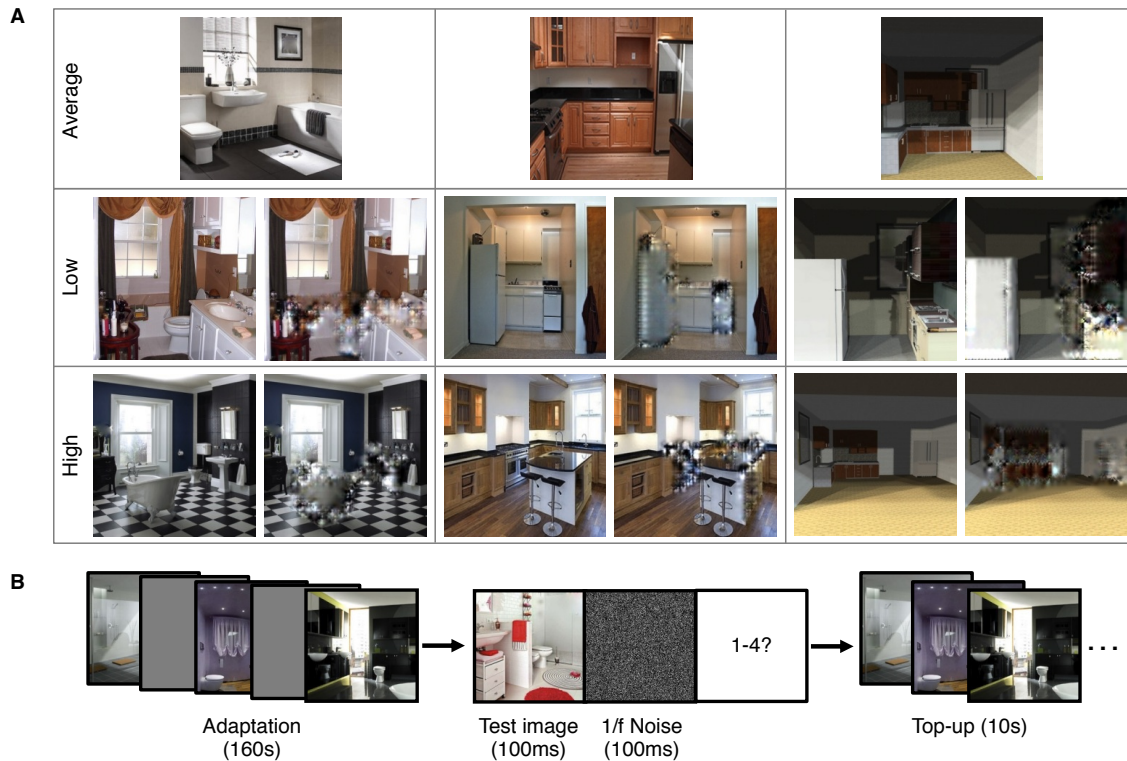 A
Average
Low
High
B
1-4?
Adaptation
(160s)
Test image
(100ms)
1/f Noise
(100ms)
Top-up (10s)
...